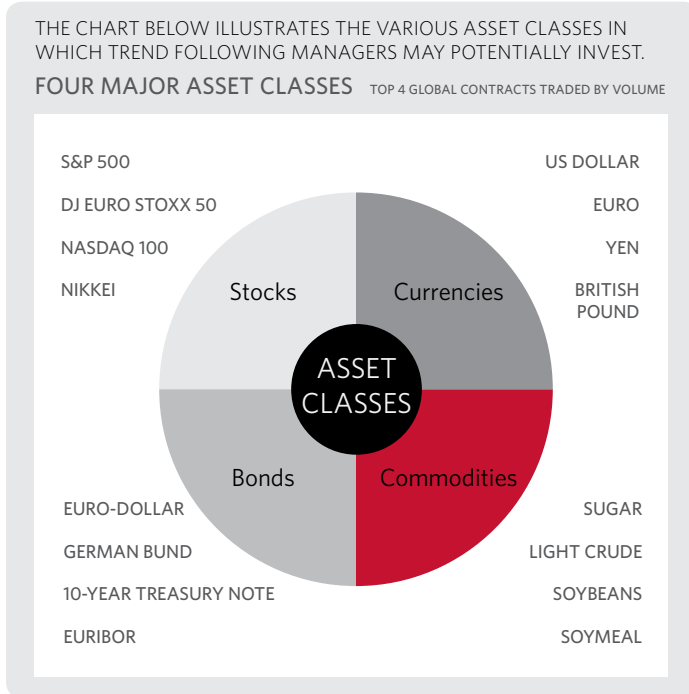 THE CHART BELOW ILLUSTRATES THE VARIOUS ASSET CLASSES IN
WHICH TREND FOLLOWING MANAGERS MAY POTENTIALLY INVEST.
FOUR MAJOR ASSET CLASSES TOP 4 GLOBAL CONTRACTS TRADED BY VOLUME
S&P 500
DJ EURO STOXX 50
NASDAQ 100
NIKKEI
US DOLLAR
EURO
YEN
BRITISH
POUND
Stocks
Currencies
ASSET
CLASSES
Bonds
Commodities
EURO-DOLLAR
GERMAN BUND
10-YEAR TREASURY NOTE
EURIBOR
SUGAR
LIGHT CRUDE
SOYBEANS
SOYMEAL